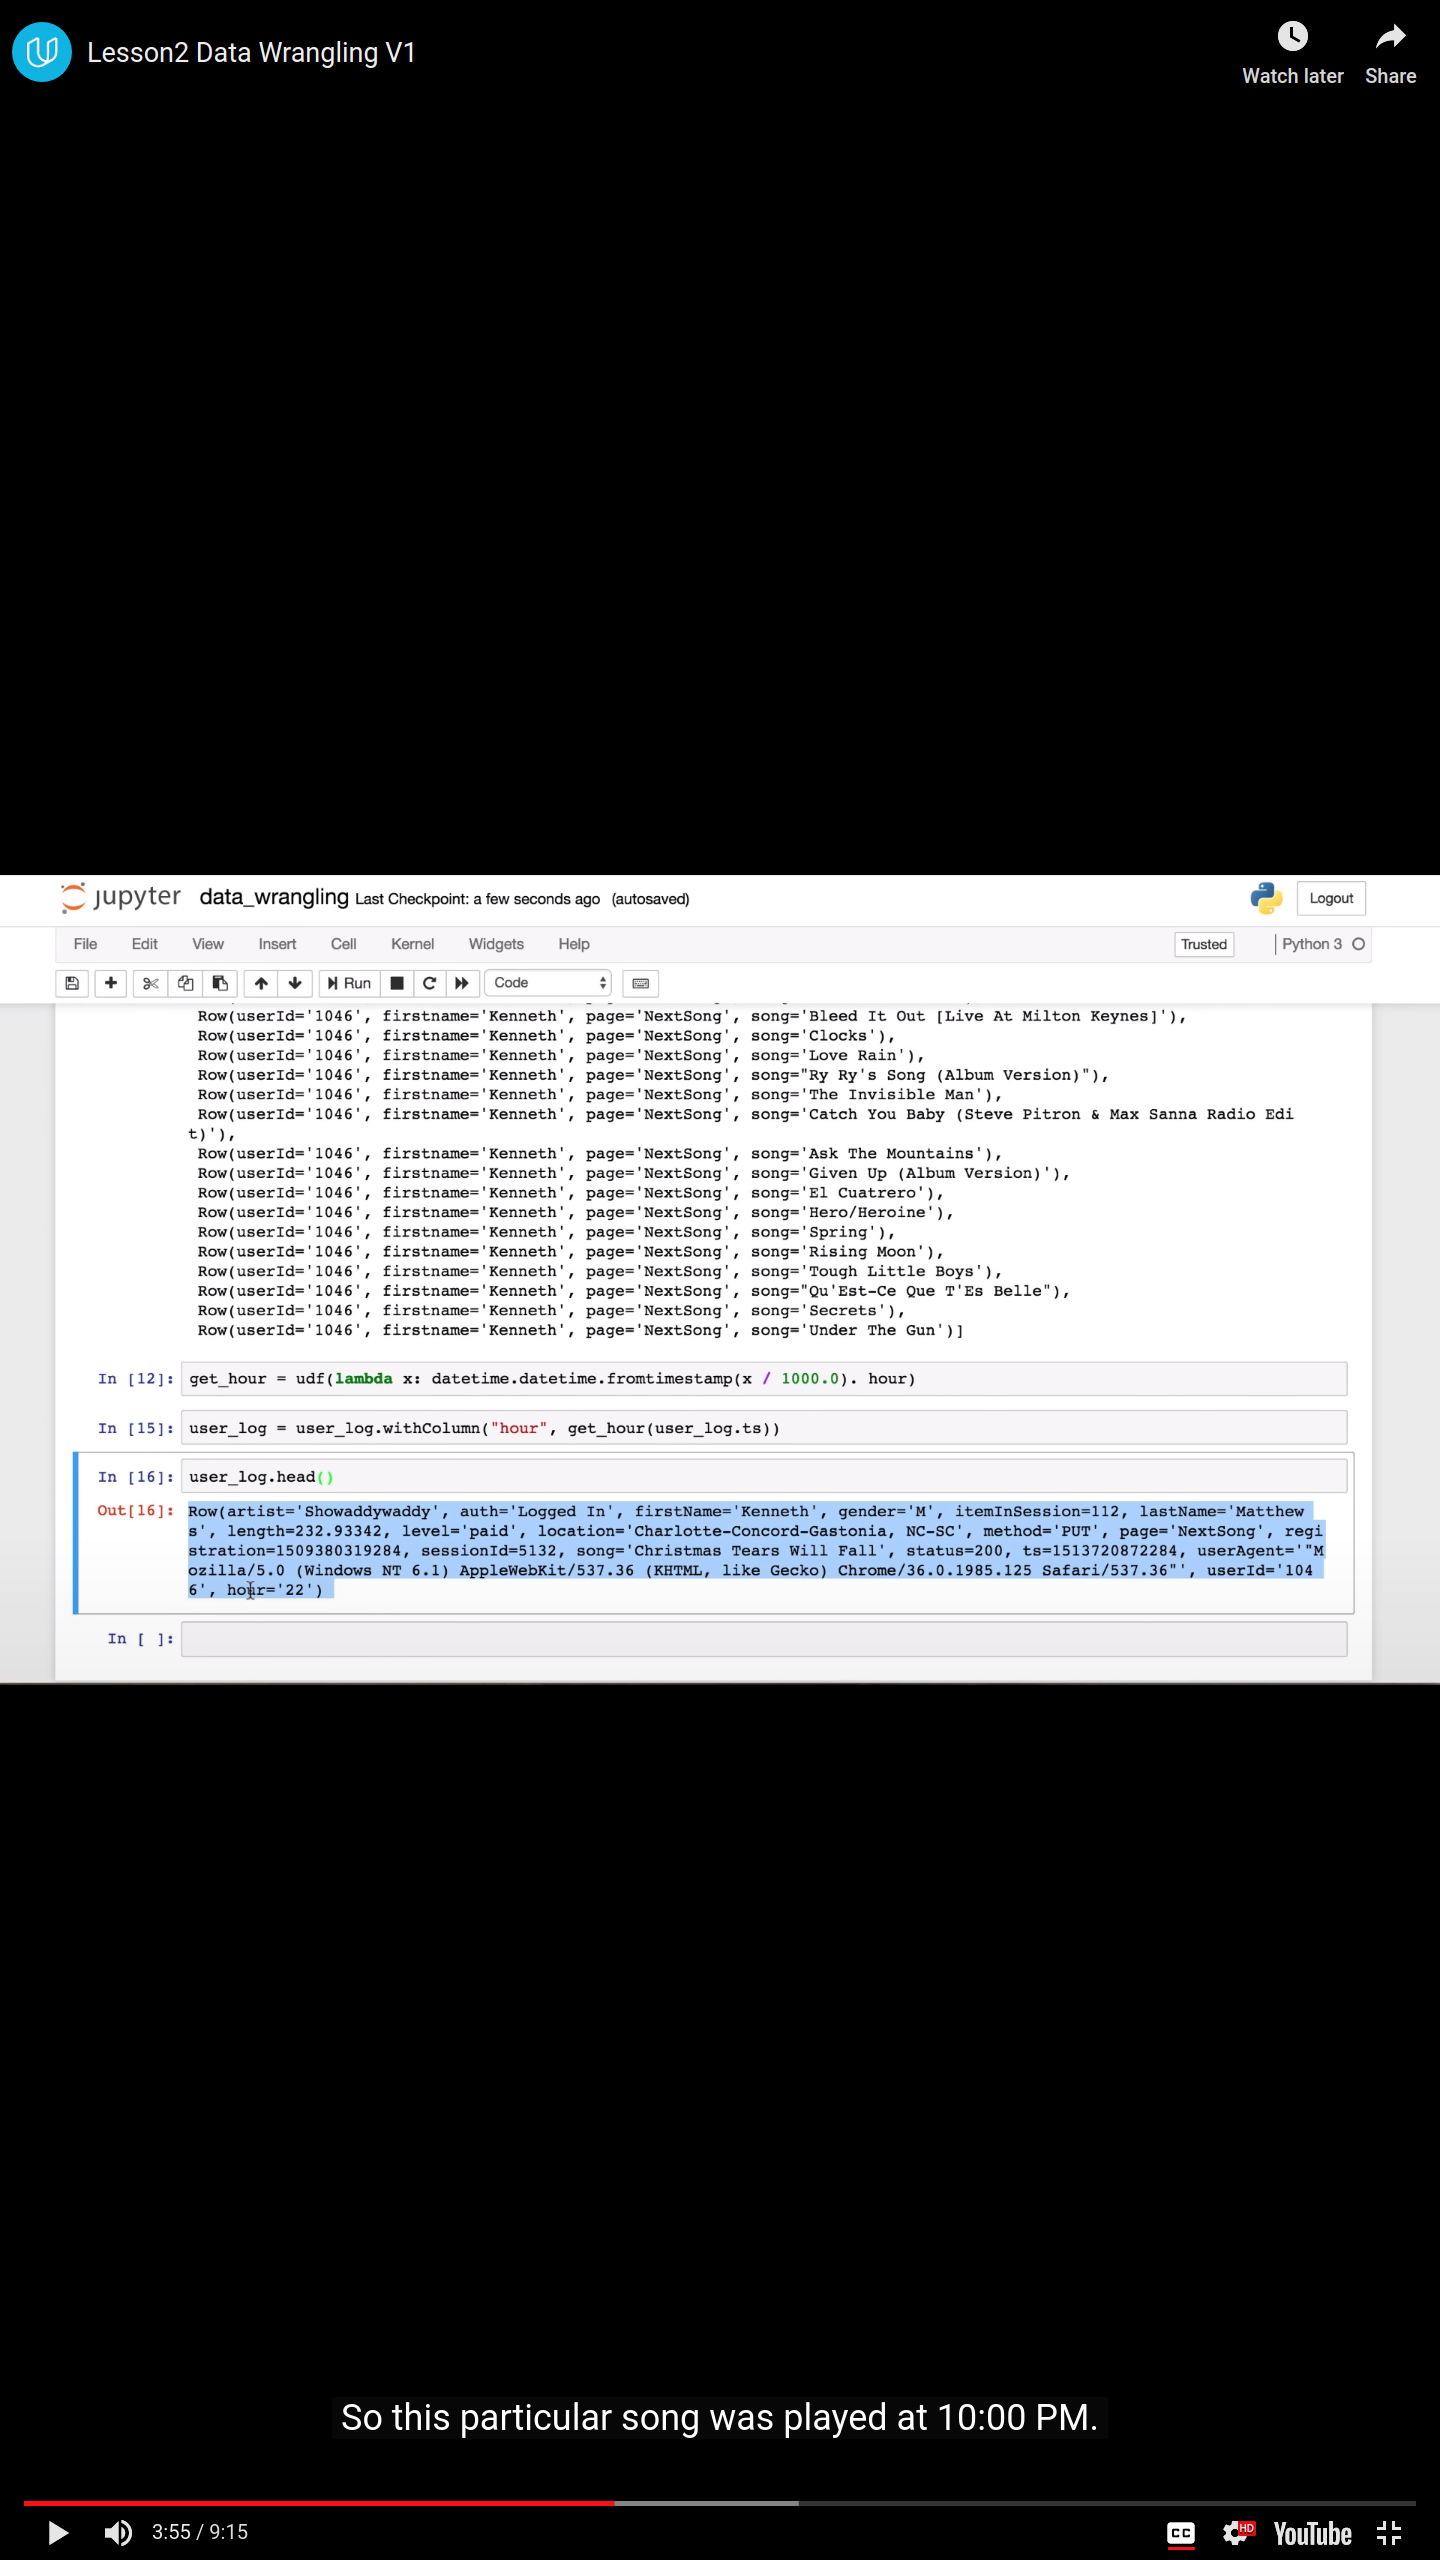 Lesson2 Data Wrangling V1
Watch later
Share
jupyter data_wrangling Last Checkpoint: a few seconds ago (autosaved)
Logout
File Edit View Insert Cell Kernel Widgets Help
Trusted
Python 3
Run
Code
Row(userId='1046', firstname='Kenneth', page='NextSong', song='Bleed It Out [Live At Milton Keynes]'),
Row(userId='1046', firstname='Kenneth', page='NextSong', song='Clocks'),
Row(userId='1046', firstname='Kenneth', page='NextSong', song='Love Rain'),
Row(userId='1046', firstname='Kenneth', page='NextSong', song="Ry Ry's Song (Album Version)"),
Row(userId='1046', firstname='Kenneth', page='NextSong', song='The Invisible Man'),
Row(userId='1046', firstname='Kenneth', page='NextSong', song='Catch You Baby (Steve Pitron & Max Sanna Radio Edi
t)'),
Row(userId='1046', firstname='Kenneth', page='NextSong', song='Ask The Mountains'),
Row(userId='1046', firstname='Kenneth', page='NextSong', song='Given Up (Album Version)'),
Row(userId='1046', firstname='Kenneth', page='NextSong', song='El Cuatrero'),
Row(userId='1046', firstname='Kenneth', page='NextSong', song='Hero/Heroine'),
Row(userId='1046', firstname='Kenneth', page='NextSong', song='Spring'),
Row(userId='1046', firstname='Kenneth', page='NextSong', song='Rising Moon'),
Row(userId='1046', firstname='Kenneth', page='NextSong', song='Tough Little Boys'),
Row(userId='1046', firstname='Kenneth', page='NextSong', song="Qu'Est-Ce Que T'Es Belle"),
Row(userId='1046', firstname='Kenneth', page='NextSong', song='Secrets'),
Row(userId='1046', firstname='Kenneth', page='NextSong', song='Under The Gun')]
In [12]: get_hour = udf(lambda x: datetime.datetime.fromtimestamp(x / 1000.0). hour)
In [15]: user_log = user_log.withColumn("hour", get_hour(user_log.ts))
In [16]: user_log.head()
Out[16]: Row(artist='Showaddywaddy', auth='Logged In', firstName='Kenneth', gender='M', itemInSession=112, lastName='Matthew
s', length=232.93342, level='paid', location='Charlotte-Concord-Gastonia, NC-SC', method='PUT', page='NextSong', regi
stration=1509380319284, sessionId=5132, song='Christmas Tears Will Fall', status=200, ts=1513720872284, userAgent='"M
ozilla/5.0 (Windows NT 6.1) AppleWebKit/537.36 (KHTML, like Gecko) Chrome/36.0.1985.125 Safari/537.36"', userId='104
6', hour='22')
In [ ]:
So this particular song was played at 10:00 PM.
3:55 / 9:15
CC
HD
YouTube